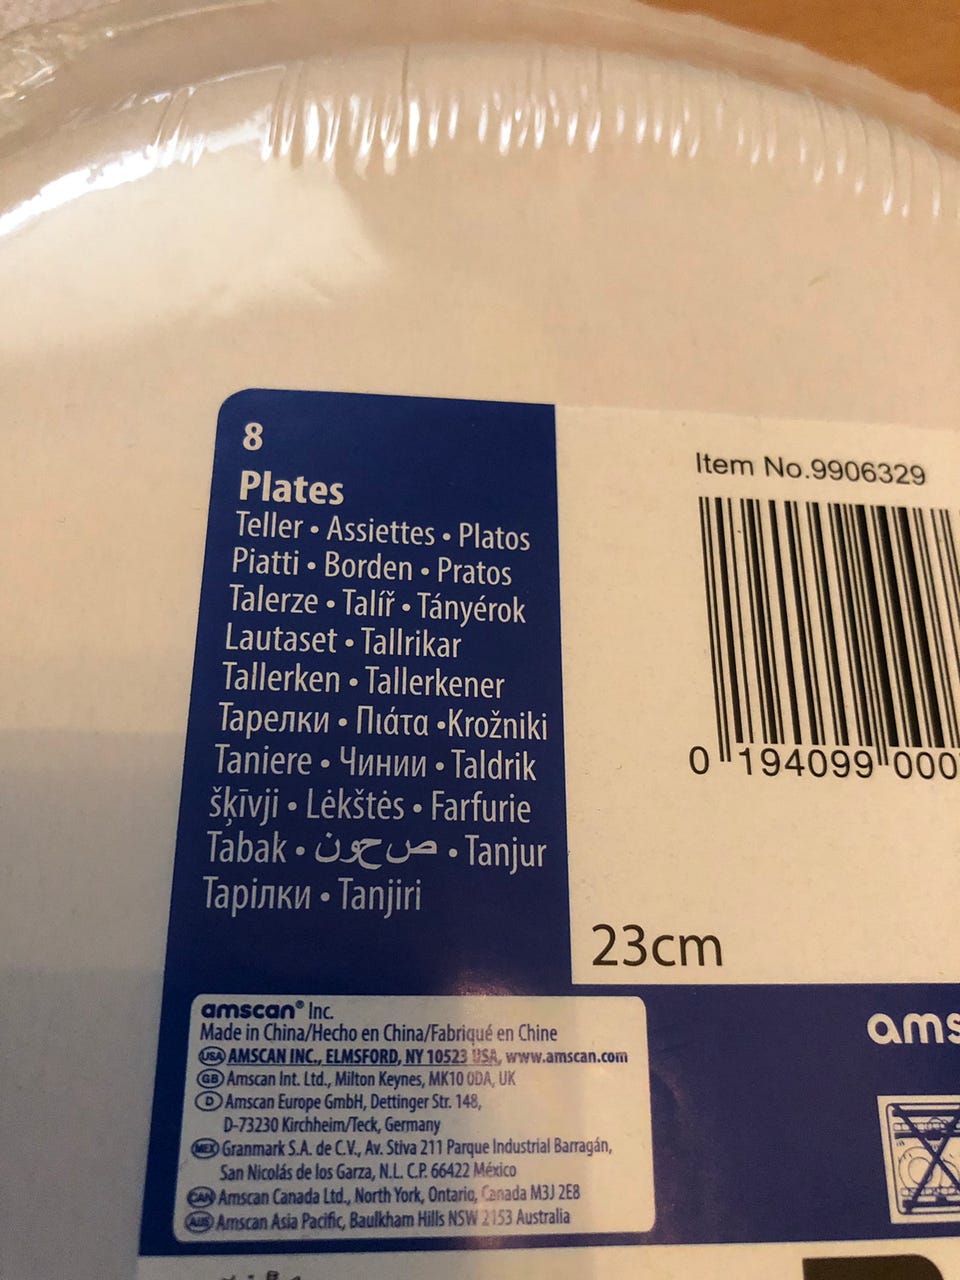 8
Plates
Teller • Assiettes • Platos
Piatti • Borden • Pratos
Talerze • Talíř • Tányérok
Lautaset • Tallrikar
Tallerken • Tallerkener
Тарелки • Πιάτα •Krožniki
Taniere • Чинии • Taldrik
šķīvji • Lėkštės • Farfurie
Tabak • صحون • Tanjur
Тарілки • Tanjiri
Item No.9906329
0 194099 000
23cm
amscan® Inc.
Made in China/Hecho en China/Fabriqué en Chine
USA AMSCAN INC., ELMSFORD, NY 10523 USA, www.amscan.com
GB Amscan Int. Ltd., Milton Keynes, MK10 0DA, UK
D Amscan Europe GmbH, Dettinger Str. 148,
D-73230 Kirchheim/Teck, Germany
MEX Granmark S.A. de C.V., Av. Stiva 211 Parque Industrial Barragán,
San Nicolás de los Garza, N.L. C.P. 66422 México
CAN Amscan Canada Ltd., North York, Ontario, Canada M3J 2E8
AUS Amscan Asia Pacific, Baulkham Hills NSW 2153 Australia
ams